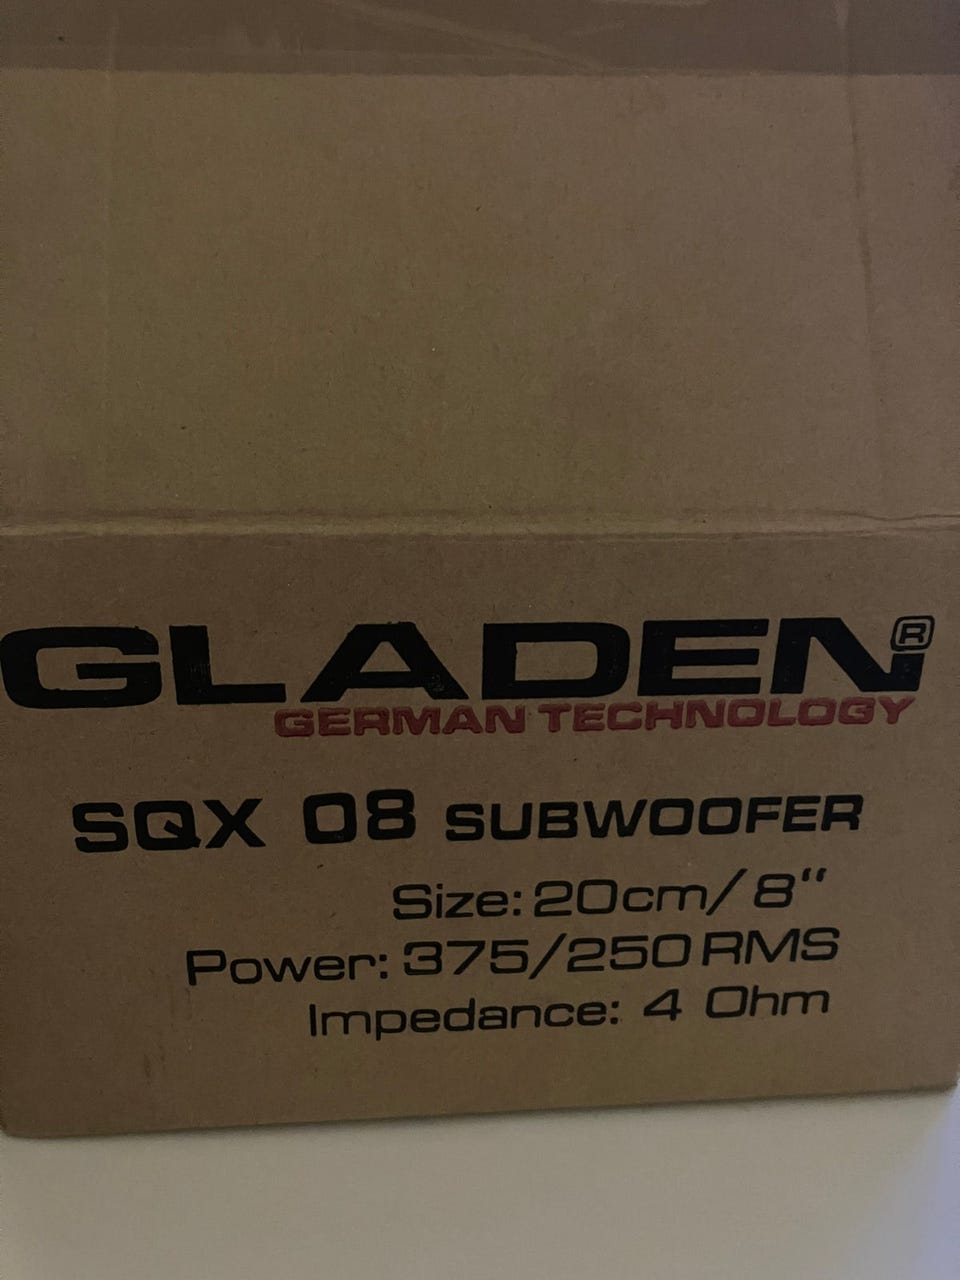 GLADEN®
GERMAN TECHNOLOGY
SQX 08 SUBWOOFER
Size: 20cm/8“
Power: 375/250 RMS
Impedance: 4 Ohm